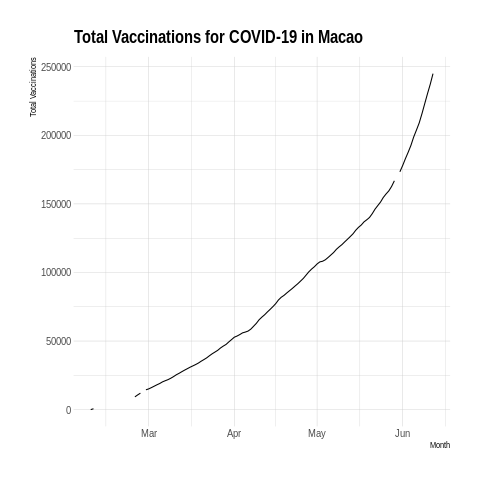 Total Vaccinations for COVID-19 in Macao
Total Vaccinations
250000
200000
150000
100000
50000
0
Mar Apr May Jun
Month